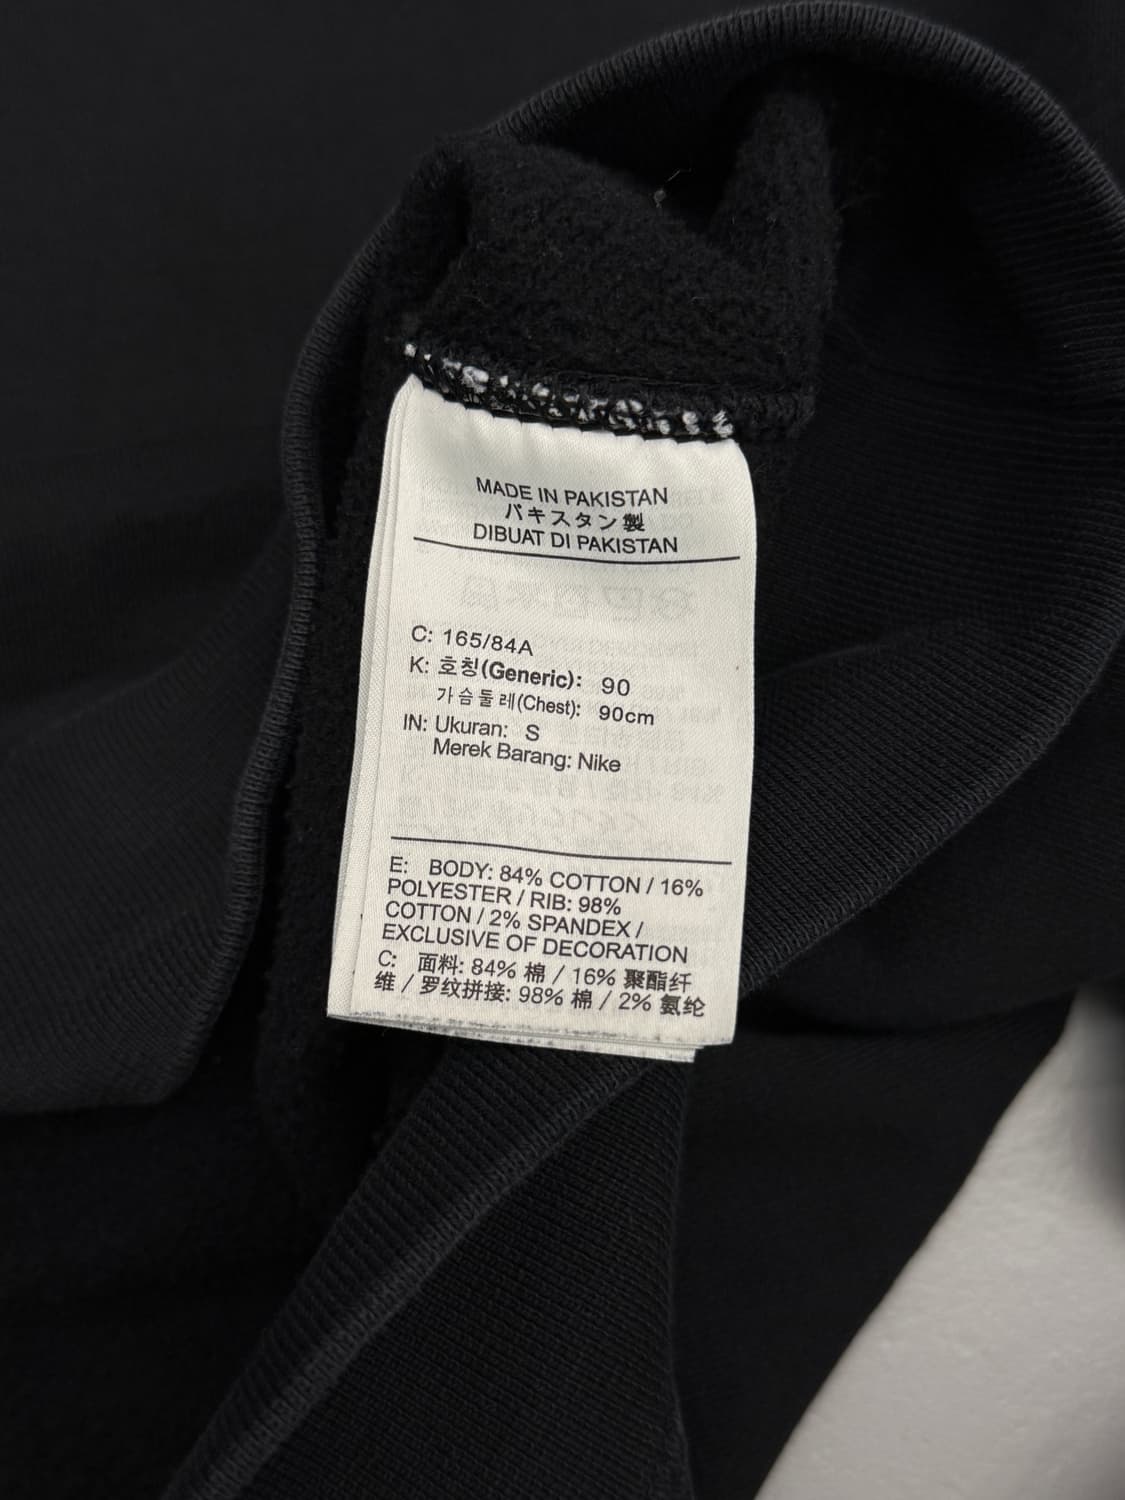 MADE IN PAKISTAN
パキスタン製
DIBUAT DI PAKISTAN
C: 165/84A
K: 호칭(Generic): 90
가슴둘레(Chest): 90cm
IN: Ukuran: S
Merek Barang: Nike
E: BODY: 84% COTTON / 16%
POLYESTER / RIB: 98%
COTTON / 2% SPANDEX /
EXCLUSIVE OF DECORATION
C: 面料: 84% 棉 / 16% 聚酯纤
维 / 罗纹拼接: 98% 棉 / 2% 氨纶